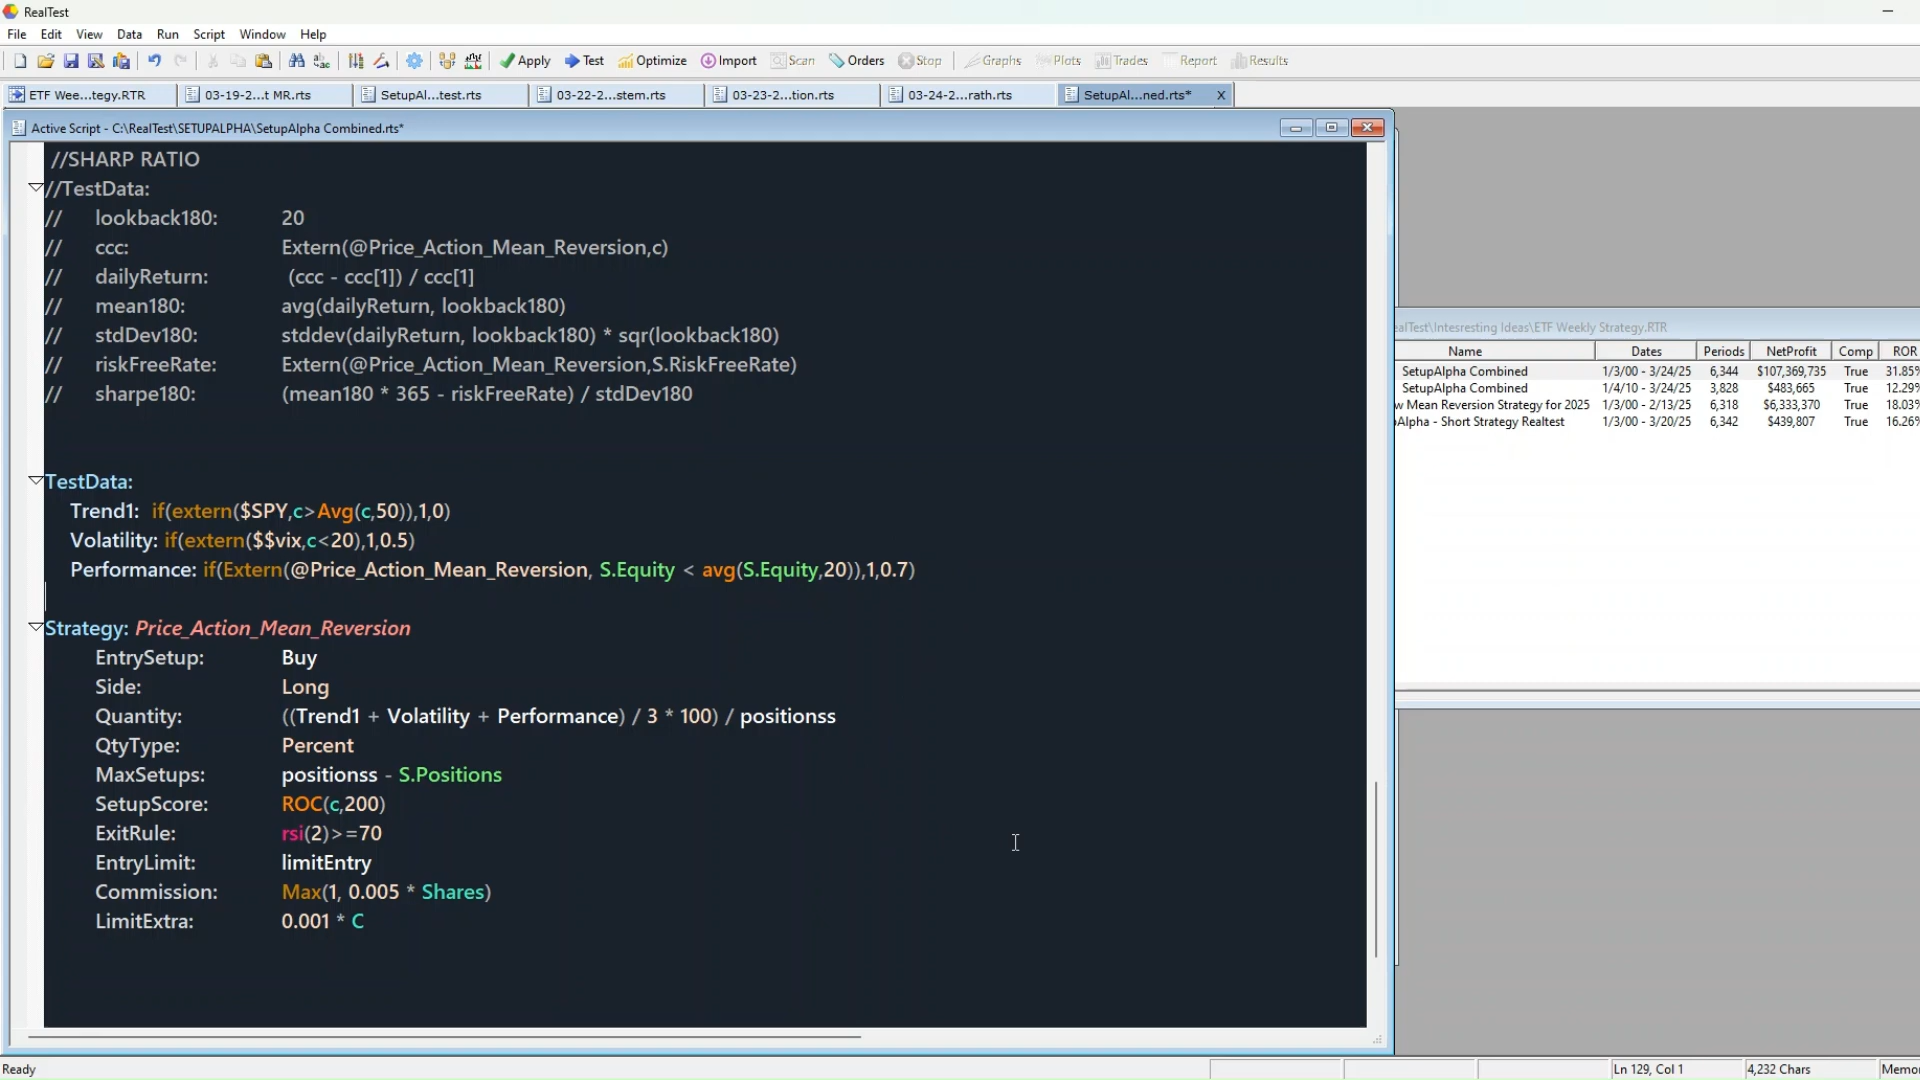 RealTest
File Edit View Data Run Script Window Help
Apply Test Optimize Import Scan Orders Stop Graphs Plots Trades Report Results
ETF Wee...tegy.RTR 03-19-2...t MR.rts SetupAl...test.rts 03-22-2...stem.rts 03-23-2...tion.rts 03-24-2...rath.rts SetupAl...ned.rts* X
Active Script - C:\RealTest\SETUPALPHA\SetupAlpha Combined.rts*
//SHARP RATIO
//TestData:
// lookback180: 20
// ccc: Extern(@Price_Action_Mean_Reversion,c)
// dailyReturn: (ccc - ccc[1]) / ccc[1]
// mean180: avg(dailyReturn, lookback180)
// stdDev180: stddev(dailyReturn, lookback180) * sqr(lookback180)
// riskFreeRate: Extern(@Price_Action_Mean_Reversion,S.RiskFreeRate)
// sharpe180: (mean180 * 365 - riskFreeRate) / stdDev180
TestData:
Trend1: if(extern($SPY,c>Avg(c,50)),1,0)
Volatility: if(extern($$vix,c<20),1,0.5)
Performance: if(Extern(@Price_Action_Mean_Reversion, S.Equity < avg(S.Equity,20)),1,0.7)
Strategy: Price_Action_Mean_Reversion
EntrySetup: Buy
Side: Long
Quantity: ((Trend1 + Volatility + Performance) / 3 * 100) / positionss
QtyType: Percent
MaxSetups: positionss - S.Positions
SetupScore: ROC(c,200)
ExitRule: rsi(2)>=70
EntryLimit: limitEntry
Commission: Max(1, 0.005 * Shares)
LimitExtra: 0.001 * C
ealTest\Intesresting Ideas\ETF Weekly Strategy.RTR
Name Dates Periods NetProfit Comp ROR
SetupAlpha Combined 1/3/00 - 3/24/25 6,344 $107,369,735 True 31.85%
SetupAlpha Combined 1/4/10 - 3/24/25 3,828 $483,665 True 12.29%
w Mean Reversion Strategy for 2025 1/3/00 - 2/13/25 6,318 $6,333,370 True 18.03%
Alpha - Short Strategy Realtest 1/3/00 - 3/20/25 6,342 $439,807 True 16.26%
Ready Ln 129, Col 1 4,232 Chars Memo